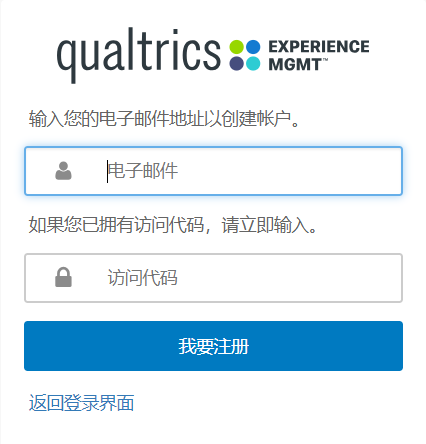 qualtrics EXPERIENCE
MGMT™
输入您的电子邮件地址以创建帐户。
电子邮件
如果您已拥有访问代码，请立即输入。
访问代码
我要注册
返回登录界面